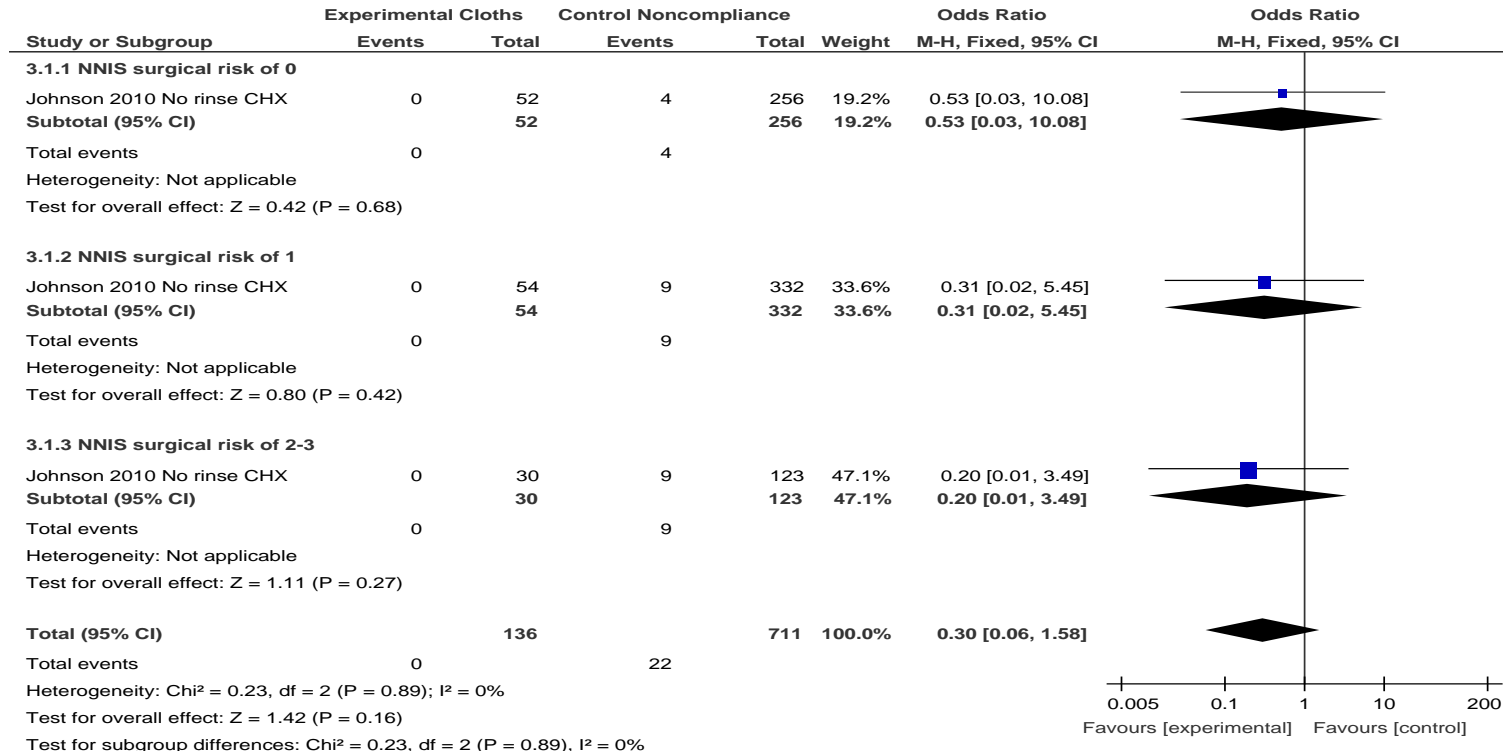 Experimental Cloths Control Noncompliance Odds Ratio Odds Ratio
Study or Subgroup Events Total Events Total Weight M-H, Fixed, 95% CI M-H, Fixed, 95% CI
3.1.1 NNIS surgical risk of 0
Johnson 2010 No rinse CHX 0 52 4 256 19.2% 0.53 [0.03, 10.08]
Subtotal (95% CI) 52 256 19.2% 0.53 [0.03, 10.08]
Total events 0 4
Heterogeneity: Not applicable
Test for overall effect: Z = 0.42 (P = 0.68)
3.1.2 NNIS surgical risk of 1
Johnson 2010 No rinse CHX 0 54 9 332 33.6% 0.31 [0.02, 5.45]
Subtotal (95% CI) 54 332 33.6% 0.31 [0.02, 5.45]
Total events 0 9
Heterogeneity: Not applicable
Test for overall effect: Z = 0.80 (P = 0.42)
3.1.3 NNIS surgical risk of 2-3
Johnson 2010 No rinse CHX 0 30 9 123 47.1% 0.20 [0.01, 3.49]
Subtotal (95% CI) 30 123 47.1% 0.20 [0.01, 3.49]
Total events 0 9
Heterogeneity: Not applicable
Test for overall effect: Z = 1.11 (P = 0.27)
Total (95% CI) 136 711 100.0% 0.30 [0.06, 1.58]
Total events 0 22
Heterogeneity: Chi² = 0.23, df = 2 (P = 0.89); I² = 0%
Test for overall effect: Z = 1.42 (P = 0.16)
Test for subgroup differences: Chi² = 0.23, df = 2 (P = 0.89), I² = 0%
0.005 0.1 1 10 200
Favours [experimental] Favours [control]